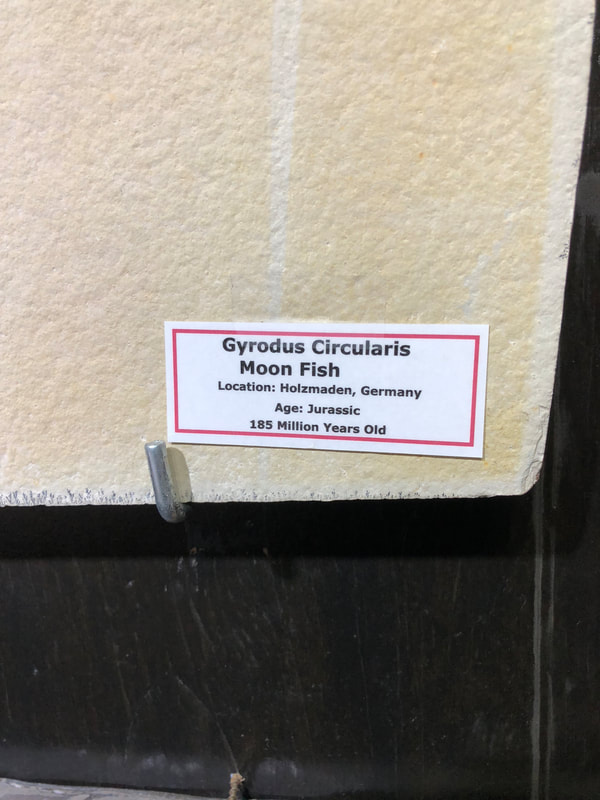 Gyrodus Circularis
Moon Fish
Location: Holzmaden, Germany
Age: Jurassic
185 Million Years Old